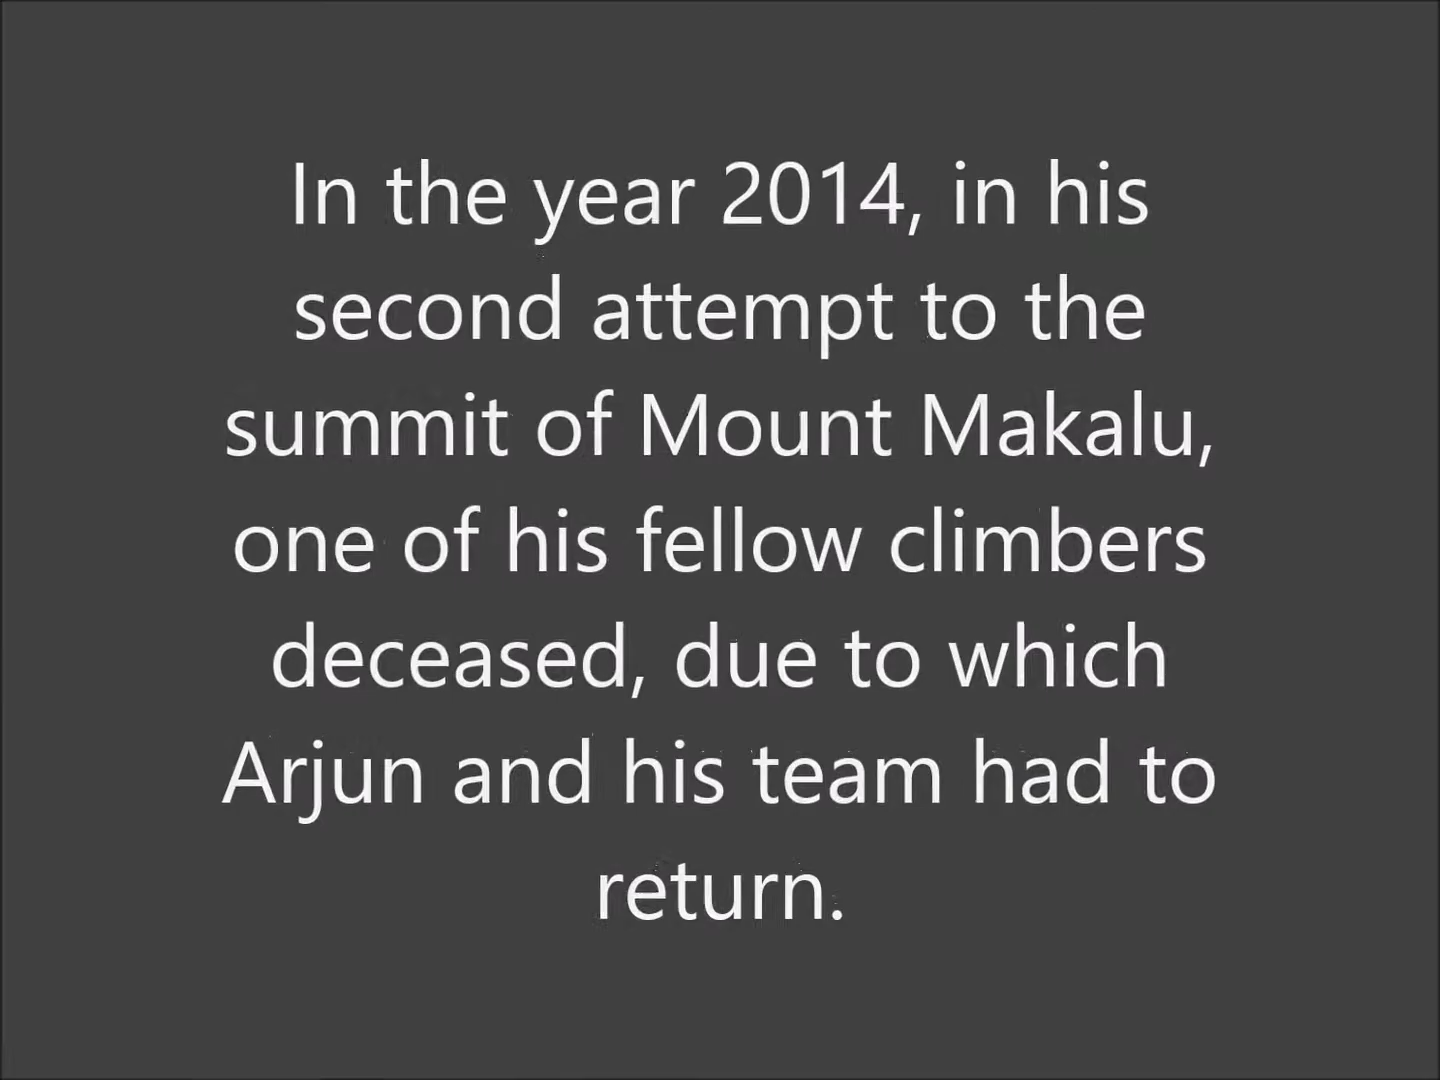 In the year 2014, in his
second attempt to the
summit of Mount Makalu,
one of his fellow climbers
deceased, due to which
Arjun and his team had to
return.